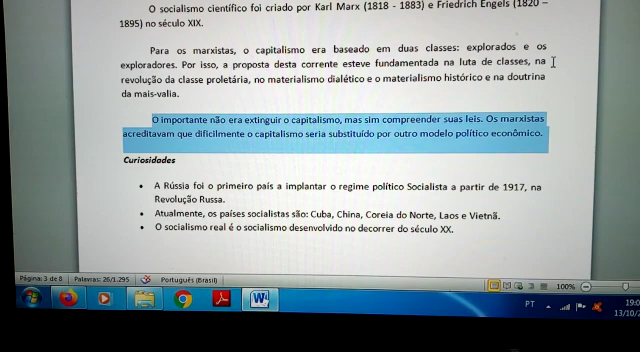 O socialismo científico foi criado por Karl Marx (1818 - 1883) e Friedrich Engels (1820 –
1895) no século XIX.
Para os marxistas, o capitalismo era baseado em duas classes: explorados e os
exploradores. Por isso, a proposta desta corrente esteve fundamentada na luta de classes, na
revolução da classe proletária, no materialismo dialético e o materialismo histórico e na doutrina
da mais-valia.
O importante não era extinguir o capitalismo, mas sim compreender suas leis. Os marxistas
acreditavam que dificilmente o capitalismo seria substituído por outro modelo político econômico.
Curiosidades
• A Rússia foi o primeiro país a implantar o regime político Socialista a partir de 1917, na
Revolução Russa.
• Atualmente, os países socialistas são: Cuba, China, Coreia do Norte, Laos e Vietnã.
• O socialismo real é o socialismo desenvolvido no decorrer do século XX.
Página: 3 de 8 Palavras: 26/1.295 Português (Brasil) 100%
PT 19:0
13/10/2